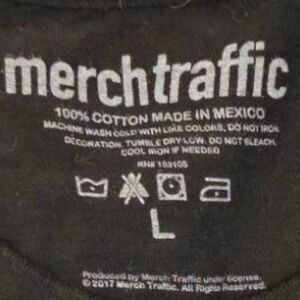 merchtraffic
100% COTTON MADE IN MEXICO
MACHINE WASH COLD WITH LIKE COLORS, DO NOT IRON
DECORATION. TUMBLE DRY LOW. DO NOT BLEACH.
COOL IRON IF NEEDED
RN# 153105
L
Produced by Merch Traffic under license.
©2017 Merch Traffic. All Rights Reserved.